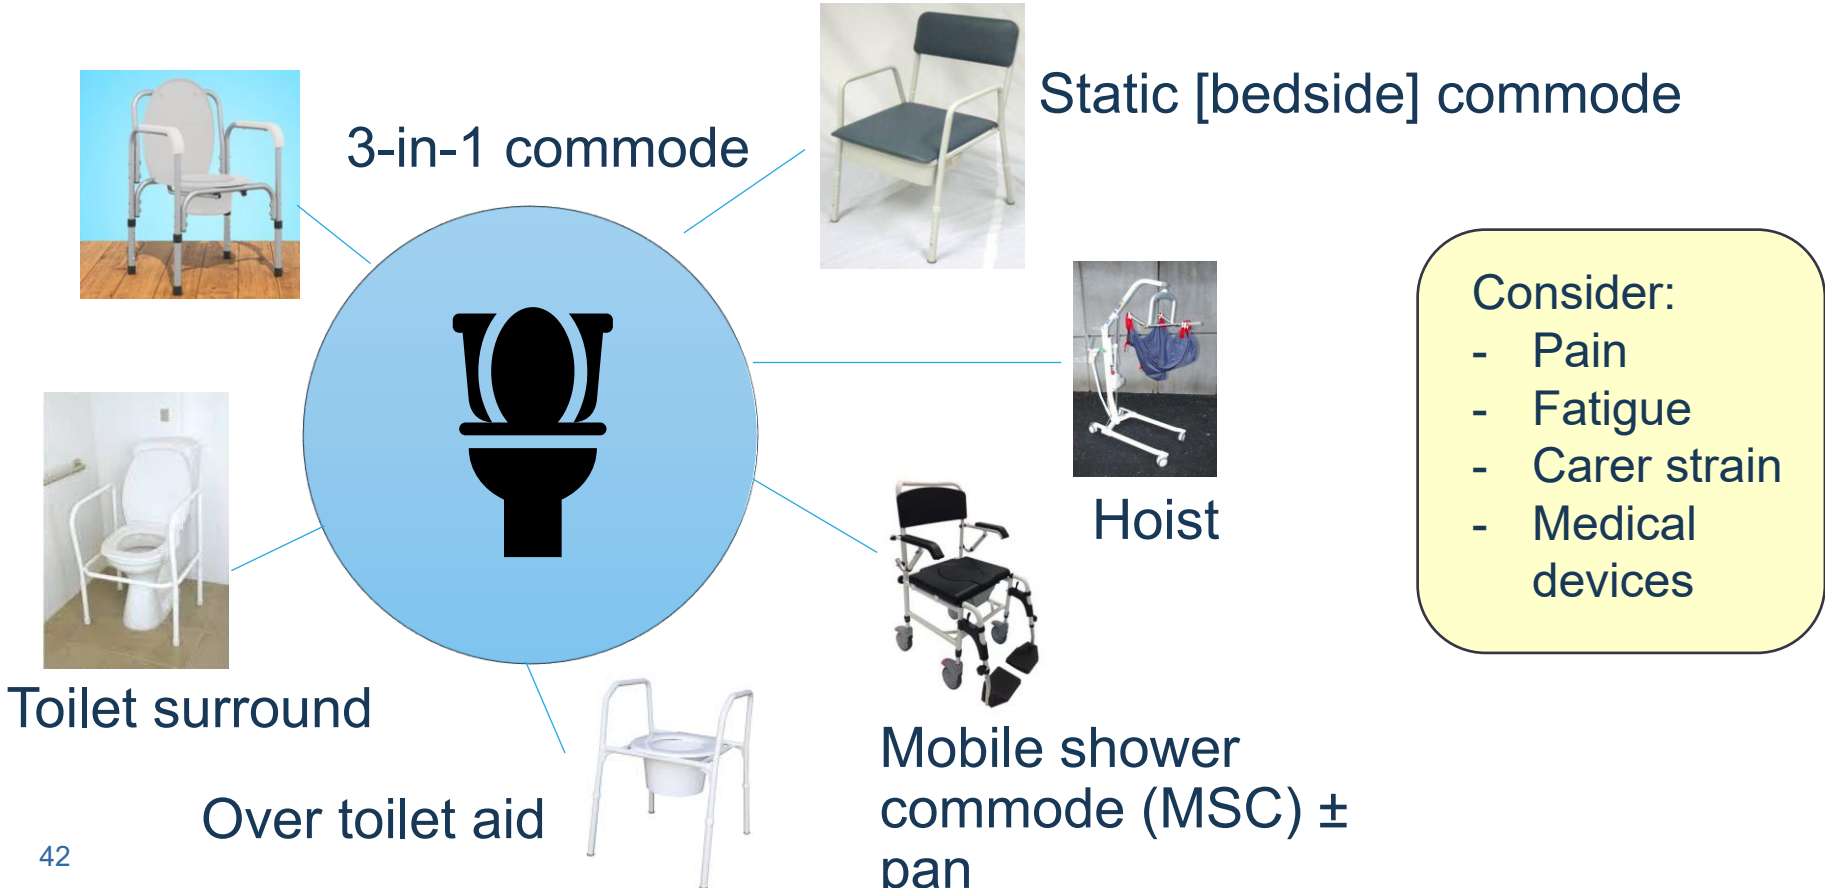 Static [bedside] commode
3-in-1 commode
Consider:
- Pain
- Fatigue
- Carer strain
- Medical
devices
Hoist
Toilet surround
Mobile shower
commode (MSC) ±
pan
Over toilet aid
42